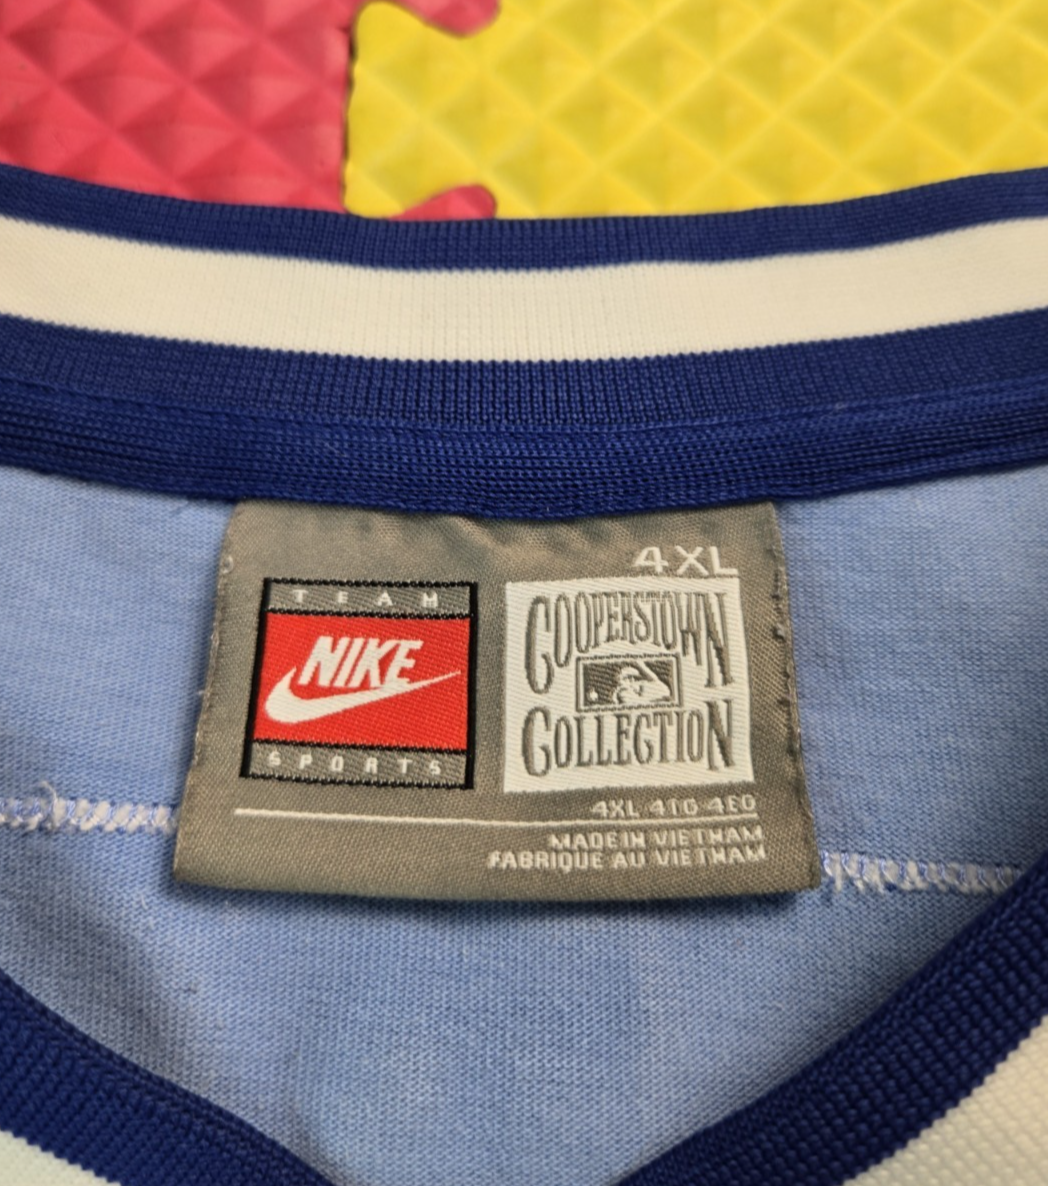 4XL
TEAM
NIKE
SPORTS
COOPERSTOWN
COLLECTION
4XL 4TG 4EG
MADE IN VIETNAM
FABRIQUE AU VIETNAM